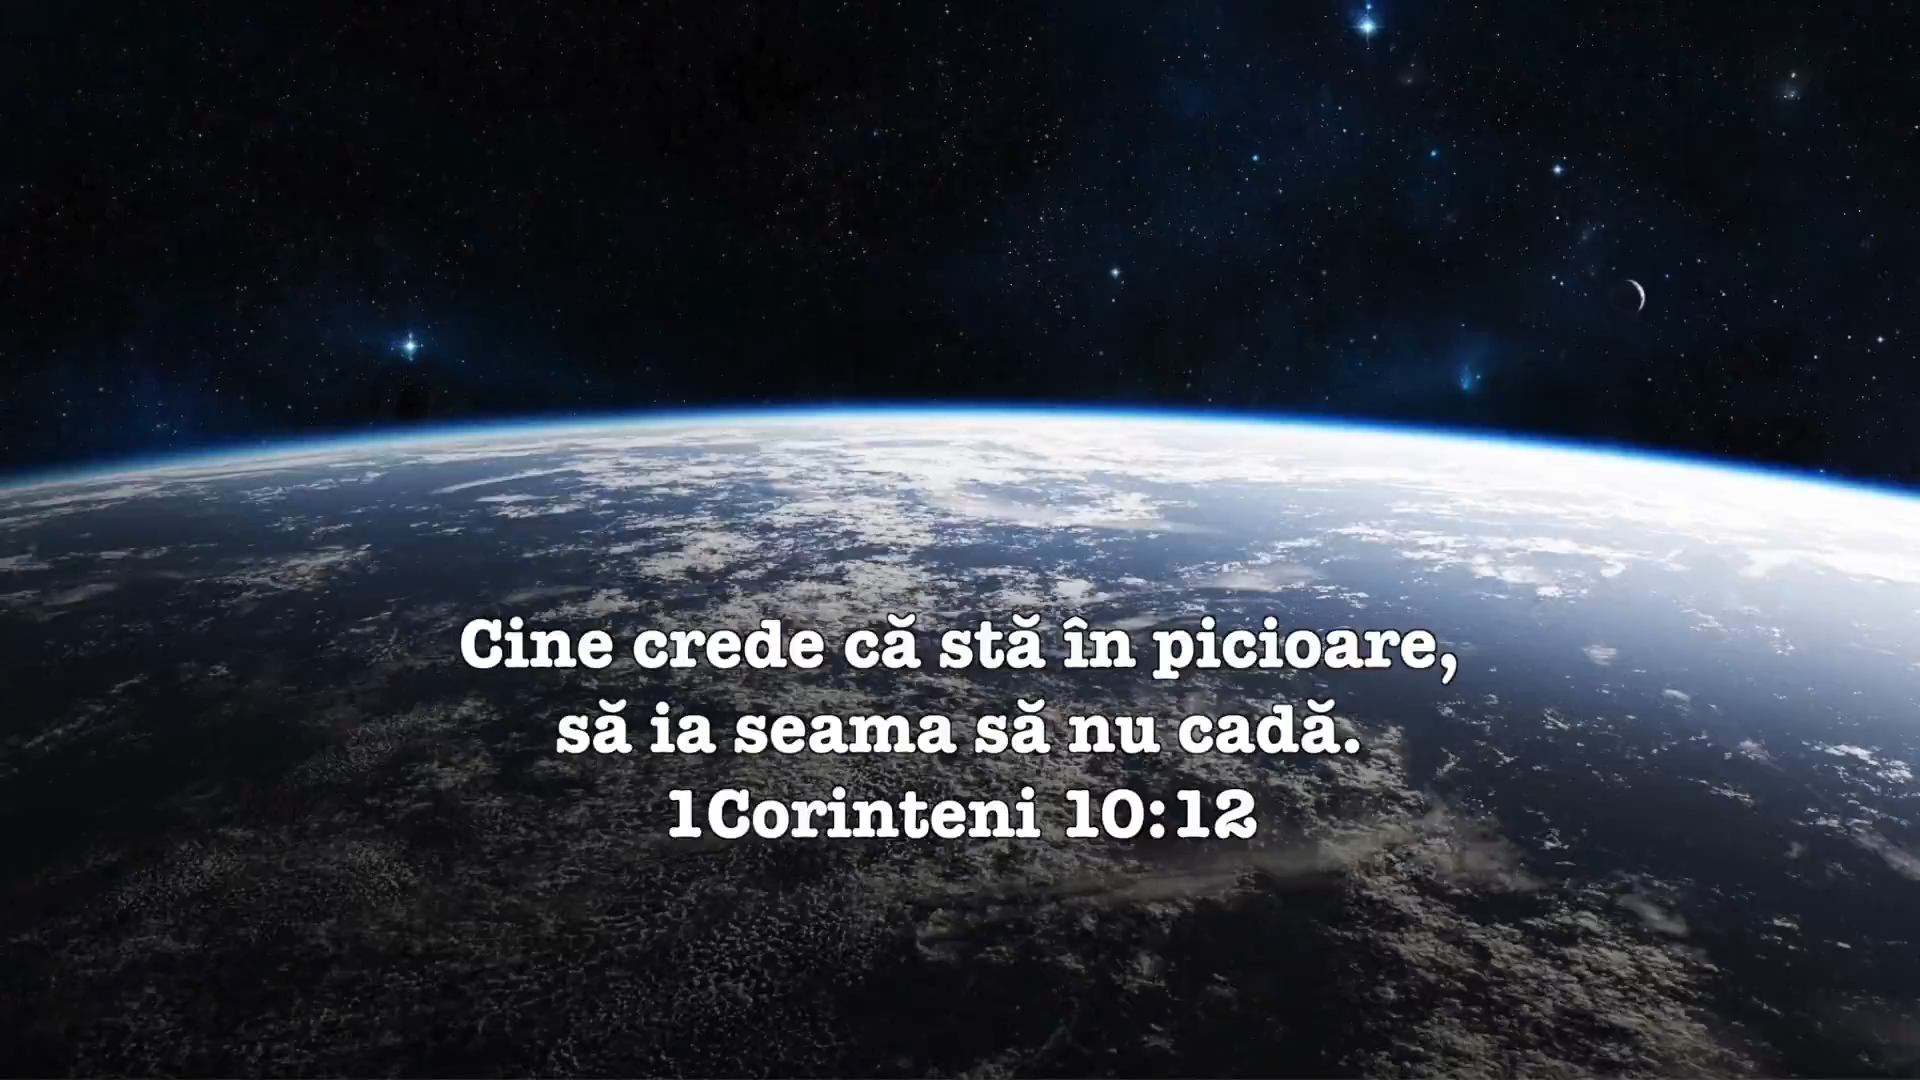 Cine crede că stă în picioare,
să ia seama să nu cadă.
1Corinteni 10:12